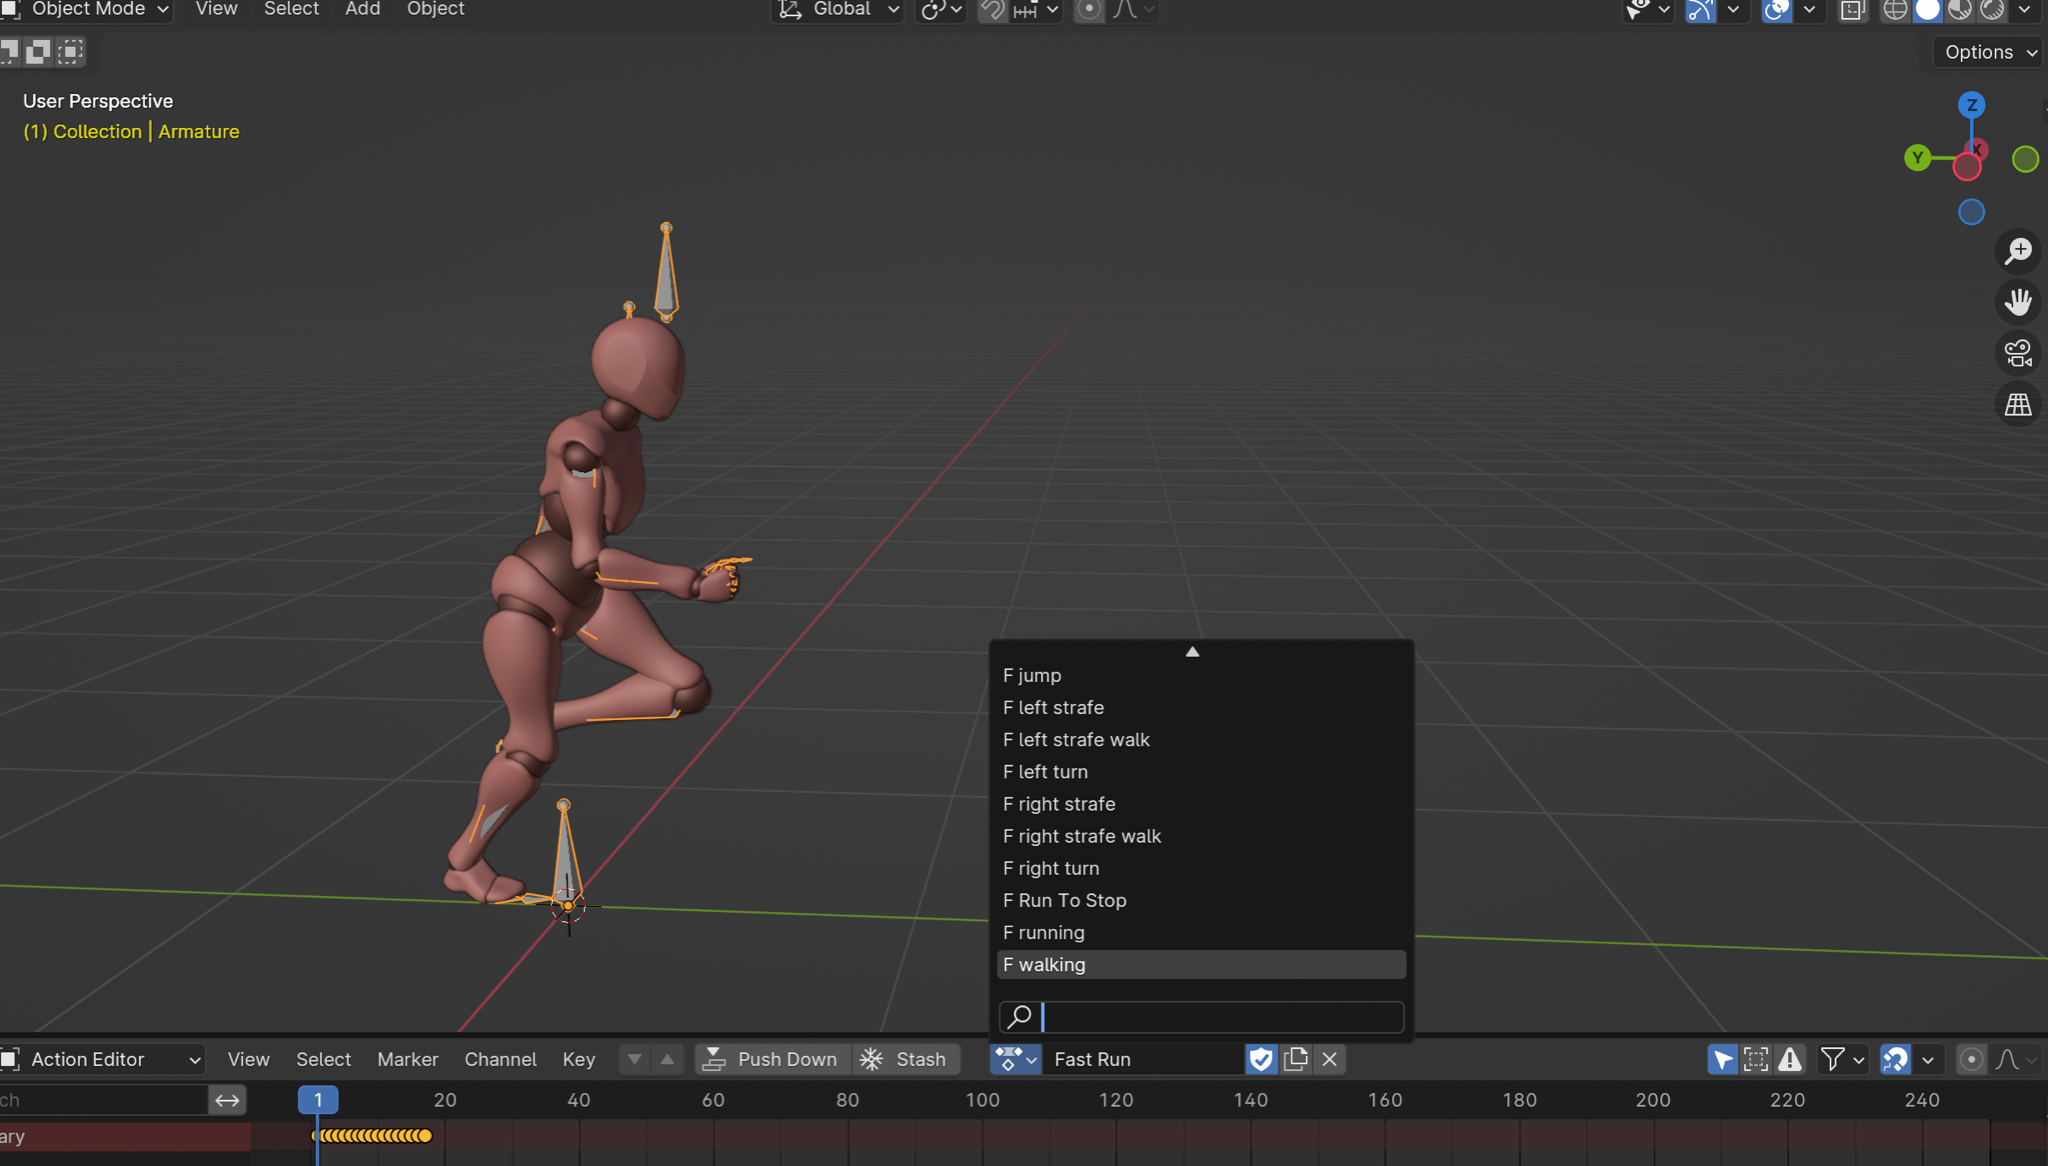 Object Mode View Select Add Object Global
Options
User Perspective
(1) Collection | Armature
Z
Y X
F jump
F left strafe
F left strafe walk
F left turn
F right strafe
F right strafe walk
F right turn
F Run To Stop
F running
F walking
Action Editor View Select Marker Channel Key Push Down Stash Fast Run
ch 1 20 40 60 80 100 120 140 160 180 200 220 240
ary